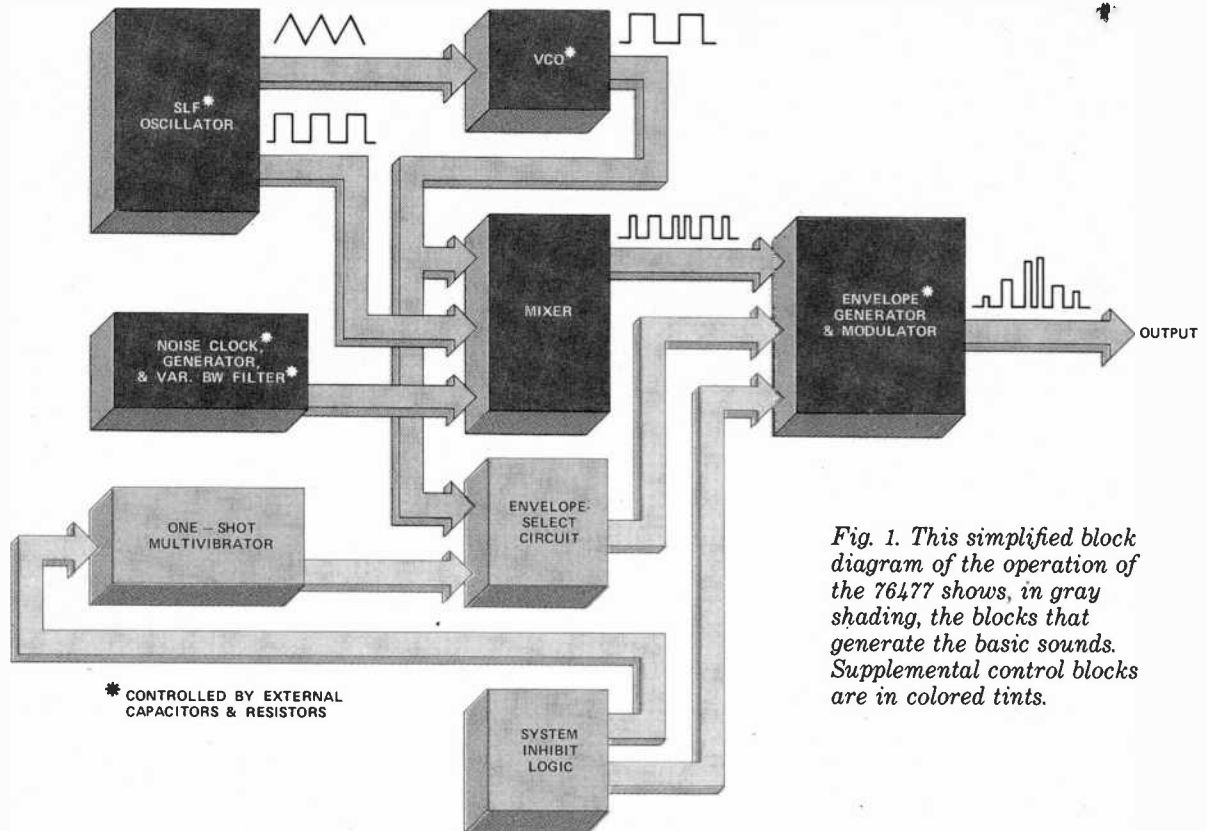 SLF*
OSCILLATOR
VCO*
MIXER
ENVELOPE*
GENERATOR
& MODULATOR
OUTPUT
NOISE CLOCK,*
GENERATOR,
& VAR. BW FILTER*
ONE-SHOT
MULTIVIBRATOR
ENVELOPE-
SELECT
CIRCUIT
SYSTEM
INHIBIT
LOGIC
* CONTROLLED BY EXTERNAL
CAPACITORS & RESISTORS
Fig. 1. This simplified block
diagram of the operation of
the 76477 shows, in gray
shading, the blocks that
generate the basic sounds.
Supplemental control blocks
are in colored tints.